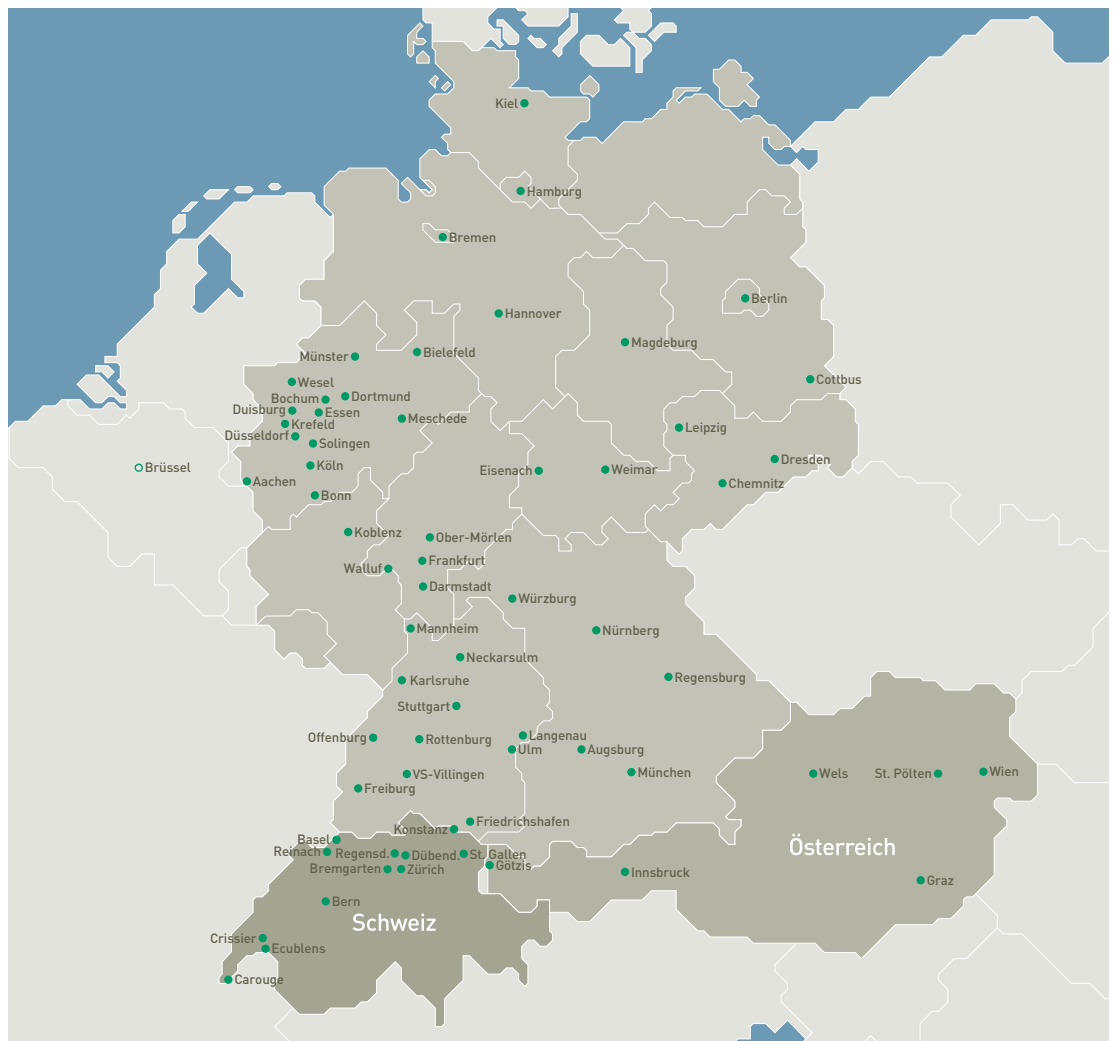 Kiel
Hamburg
Bremen
Berlin
Hannover
Magdeburg
Bielefeld
Münster
Cottbus
Wesel
Dortmund
Bochum
Duisburg
Essen
Meschede
Krefeld
Leipzig
Düsseldorf
Solingen
Dresden
Köln
Brüssel
Eisenach
Weimar
Aachen
Chemnitz
Bonn
Koblenz
Ober-Mörlen
Frankfurt
Walluf
Darmstadt
Würzburg
Mannheim
Nürnberg
Neckarsulm
Regensburg
Karlsruhe
Stuttgart
Langenau
Offenburg
Rottenburg
Ulm
Augsburg
München
VS-Villingen
Wels
St. Pölten
Wien
Freiburg
Friedrichshafen
Konstanz
Basel
Österreich
Reinach
Regensd.
Dübend.
St. Gallen
Götzis
Bremgarten
Zürich
Innsbruck
Graz
Bern
Schweiz
Crissier
Ecublens
Carouge